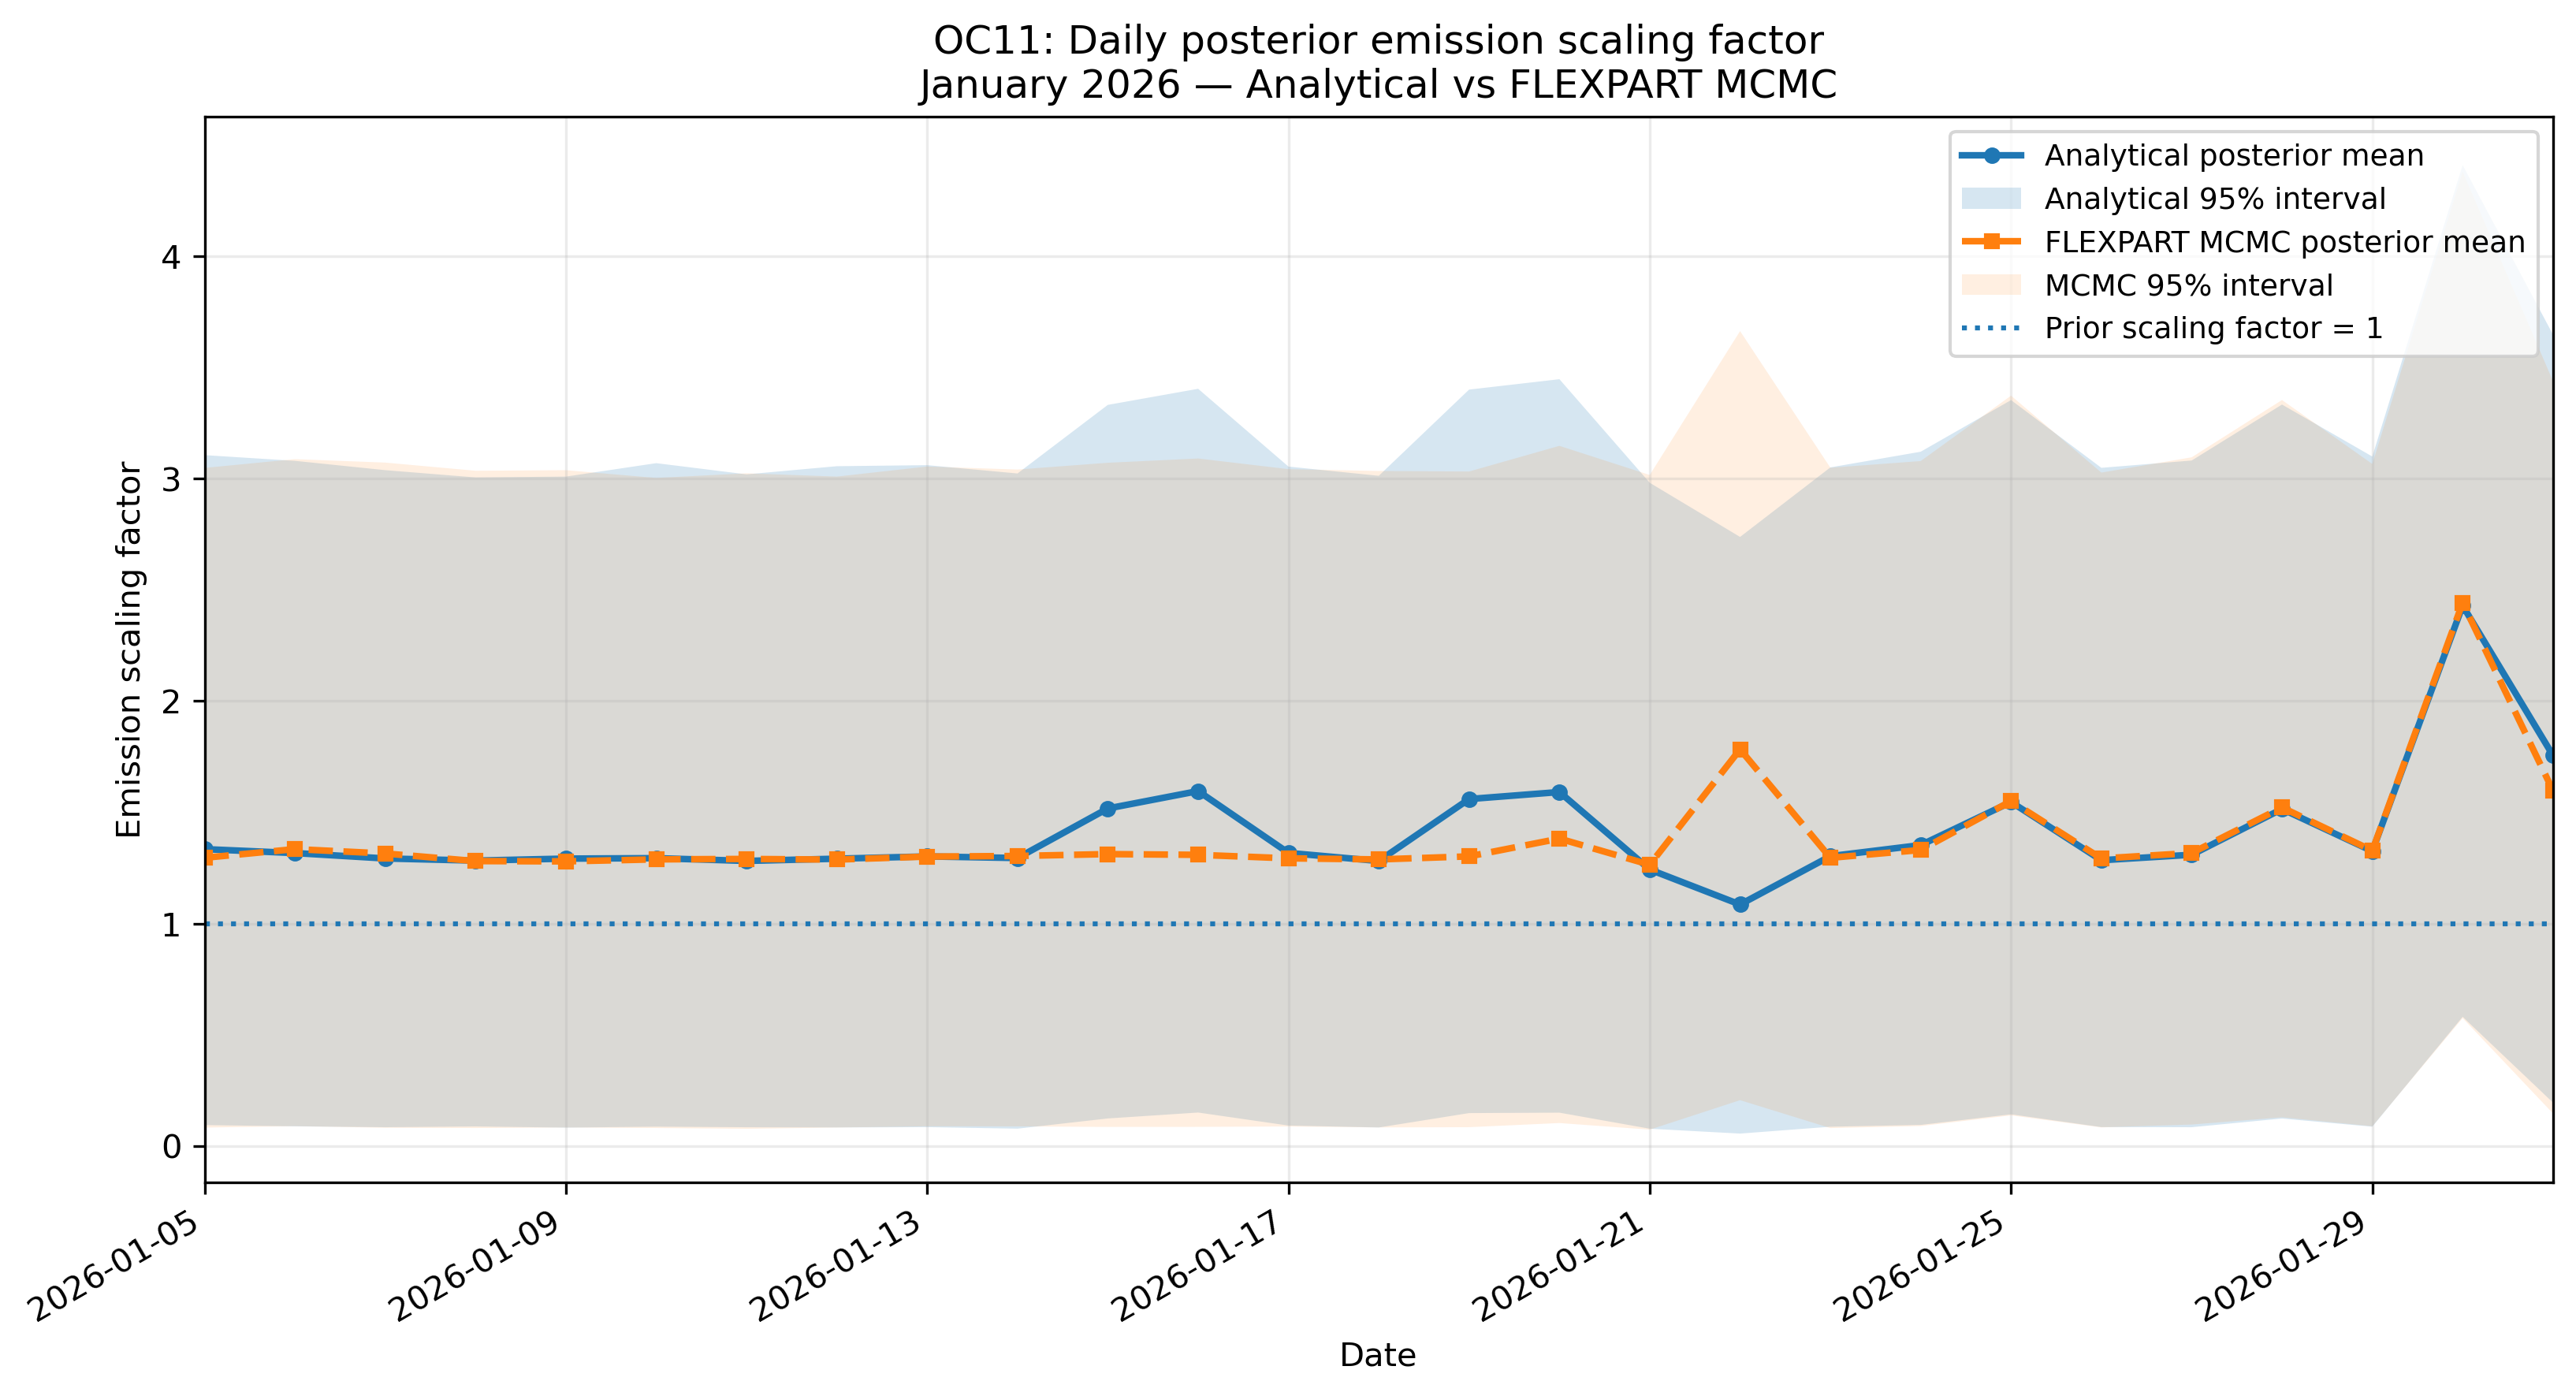 OC11: Daily posterior emission scaling factor
January 2026 — Analytical vs FLEXPART MCMC
Analytical posterior mean
Analytical 95% interval
FLEXPART MCMC posterior mean
MCMC 95% interval
Prior scaling factor = 1
Emission scaling factor
4
3
2
1
0
2026-01-05
2026-01-09
2026-01-13
2026-01-17
2026-01-21
2026-01-25
2026-01-29
Date